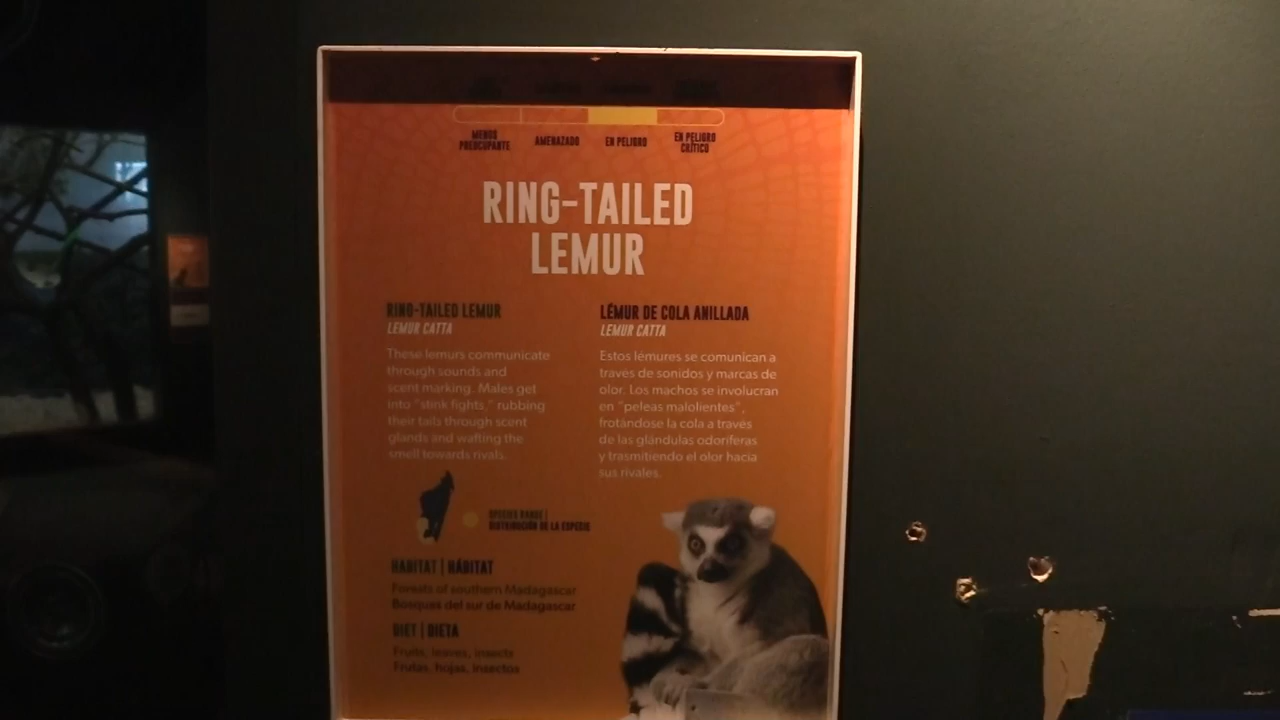 MENOS
PREOCUPANTE
AMENAZADO
EN PELIGRO
EN PELIGRO
CRÍTICO
RING-TAILED
LEMUR
RING-TAILED LEMUR
LEMUR CATTA
These lemurs communicate
through sounds and
scent marking. Males get
into "stink fights," rubbing
their tails through scent
glands and wafting the
smell towards rivals.
LÉMUR DE COLA ANILLADA
LEMUR CATTA
Estos lémures se comunican a
través de sonidos y marcas de
olor. Los machos se involucran
en "peleas malolientes",
frotándose la cola a través
de las glándulas odoríferas
y trasmitiendo el olor hacia
sus rivales.
SPECIES RANGE |
DISTRIBUCIÓN DE LA ESPECIE
HABITAT | HÁBITAT
Forests of southern Madagascar
Bosques del sur de Madagascar
DIET | DIETA
Fruits, leaves, insects
Frutas, hojas, insectos